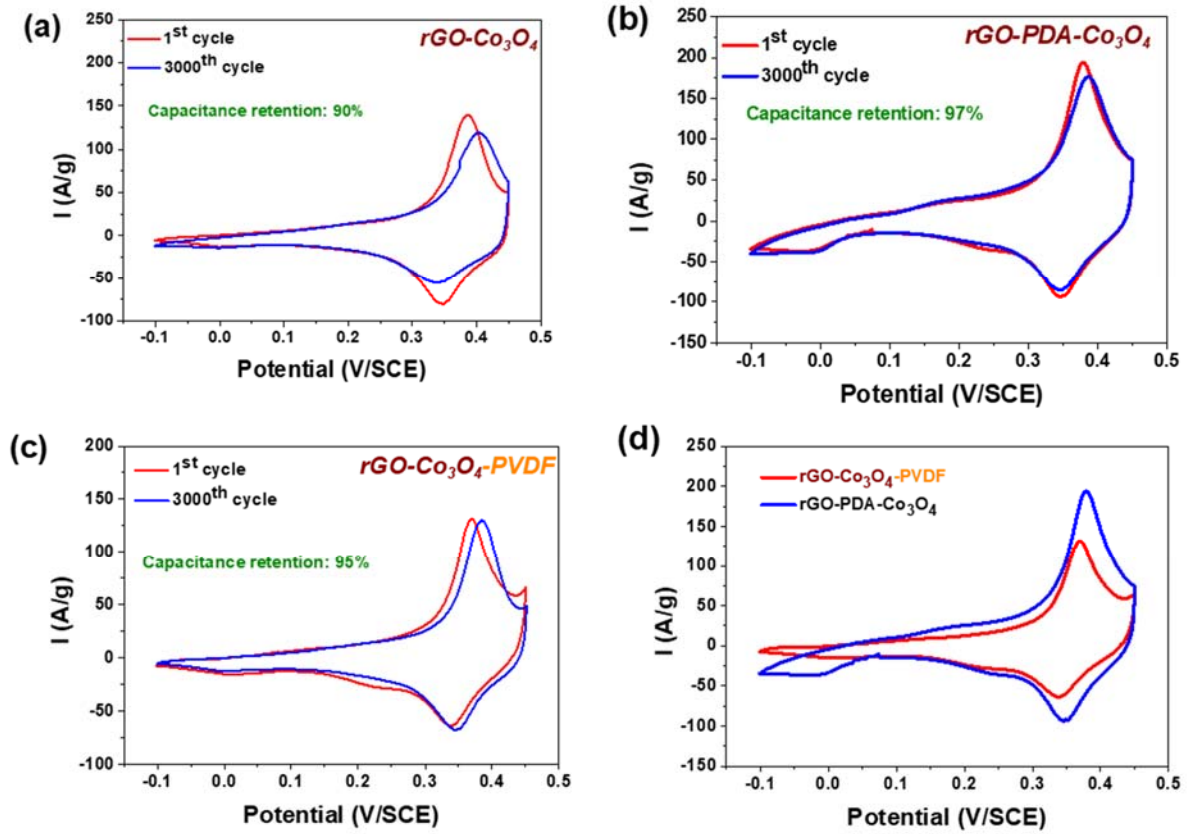 (a)
rGO-Co₃O₄
1ˢᵗ cycle
3000ᵗʰ cycle
Capacitance retention: 90%
250
200
150
100
50
0
-50
-100
-0.1 0.0 0.1 0.2 0.3 0.4 0.5
I (A/g)
Potential (V/SCE)
(b)
rGO-PDA-Co₃O₄
1ˢᵗ cycle
3000ᵗʰ cycle
Capacitance retention: 97%
250
200
150
100
50
0
-50
-100
-150
-0.1 0.0 0.1 0.2 0.3 0.4 0.5
I (A/g)
Potential (V/SCE)
(c)
rGO-Co₃O₄-PVDF
1ˢᵗ cycle
3000ᵗʰ cycle
Capacitance retention: 95%
200
150
100
50
0
-50
-100
-0.1 0.0 0.1 0.2 0.3 0.4 0.5
I (A/g)
Potential (V/SCE)
(d)
rGO-Co₃O₄-PVDF
rGO-PDA-Co₃O₄
250
200
150
100
50
0
-50
-100
-150
-0.1 0.0 0.1 0.2 0.3 0.4 0.5
I (A/g)
Potential (V/SCE)